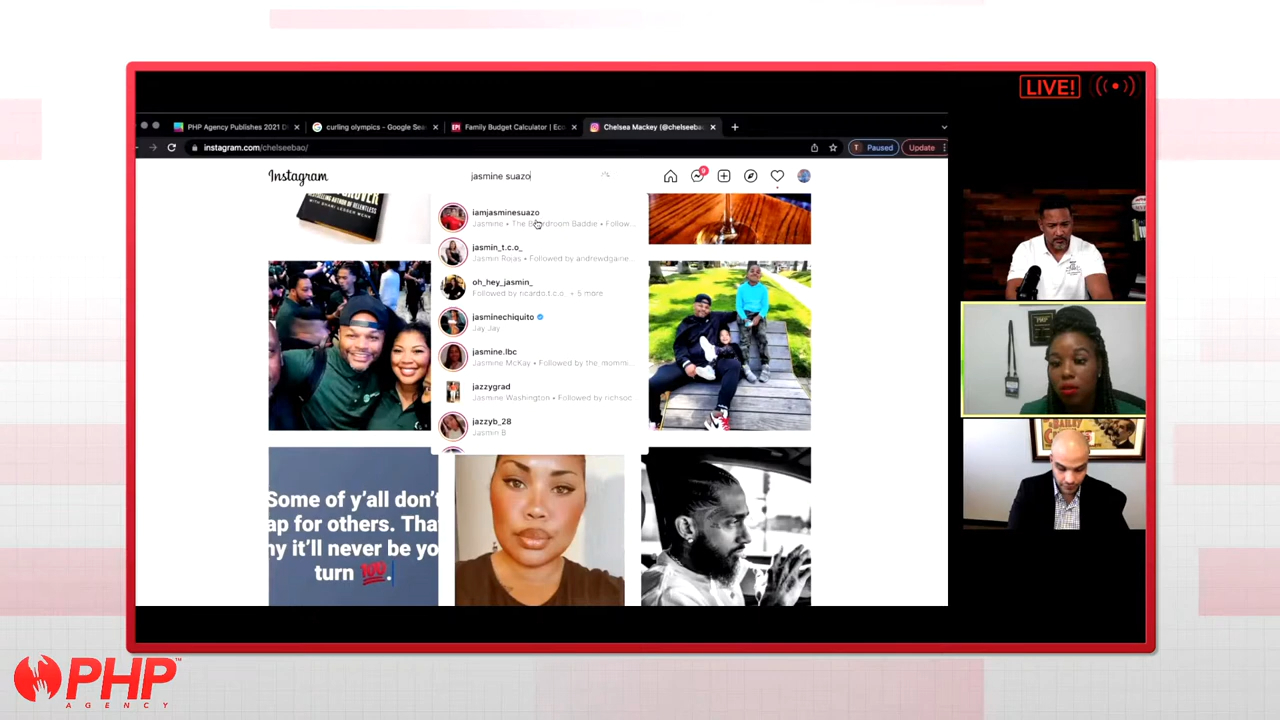 LIVE!
PHP Agency Publishes 2021 D
curling olympics - Google Sea
Family Budget Calculator | Eco
Chelsea Mackey (@chelseebao
instagram.com/chelseebao/
Paused
Update
Instagram
jasmine suazo
9
iamjasminesuazo
Jasmine • The Boardroom Baddie • Follow...
jasmin_t.c.o_
Jasmin Rojas • Followed by andrewdgaine...
oh_hey_jasmin_
Followed by ricardo.t.c.o + 5 more
jasminechiquito
Jay Jay
jasmine.lbc
Jasmine McKay • Followed by the_mommi...
jazzygrad
Jasmine Washington • Followed by richsoc
jazzyb_28
Jasmin B
Some of y'all don't
ap for others. Tha
hy it'll never be yo
turn 💯.
PHP
AGENCY